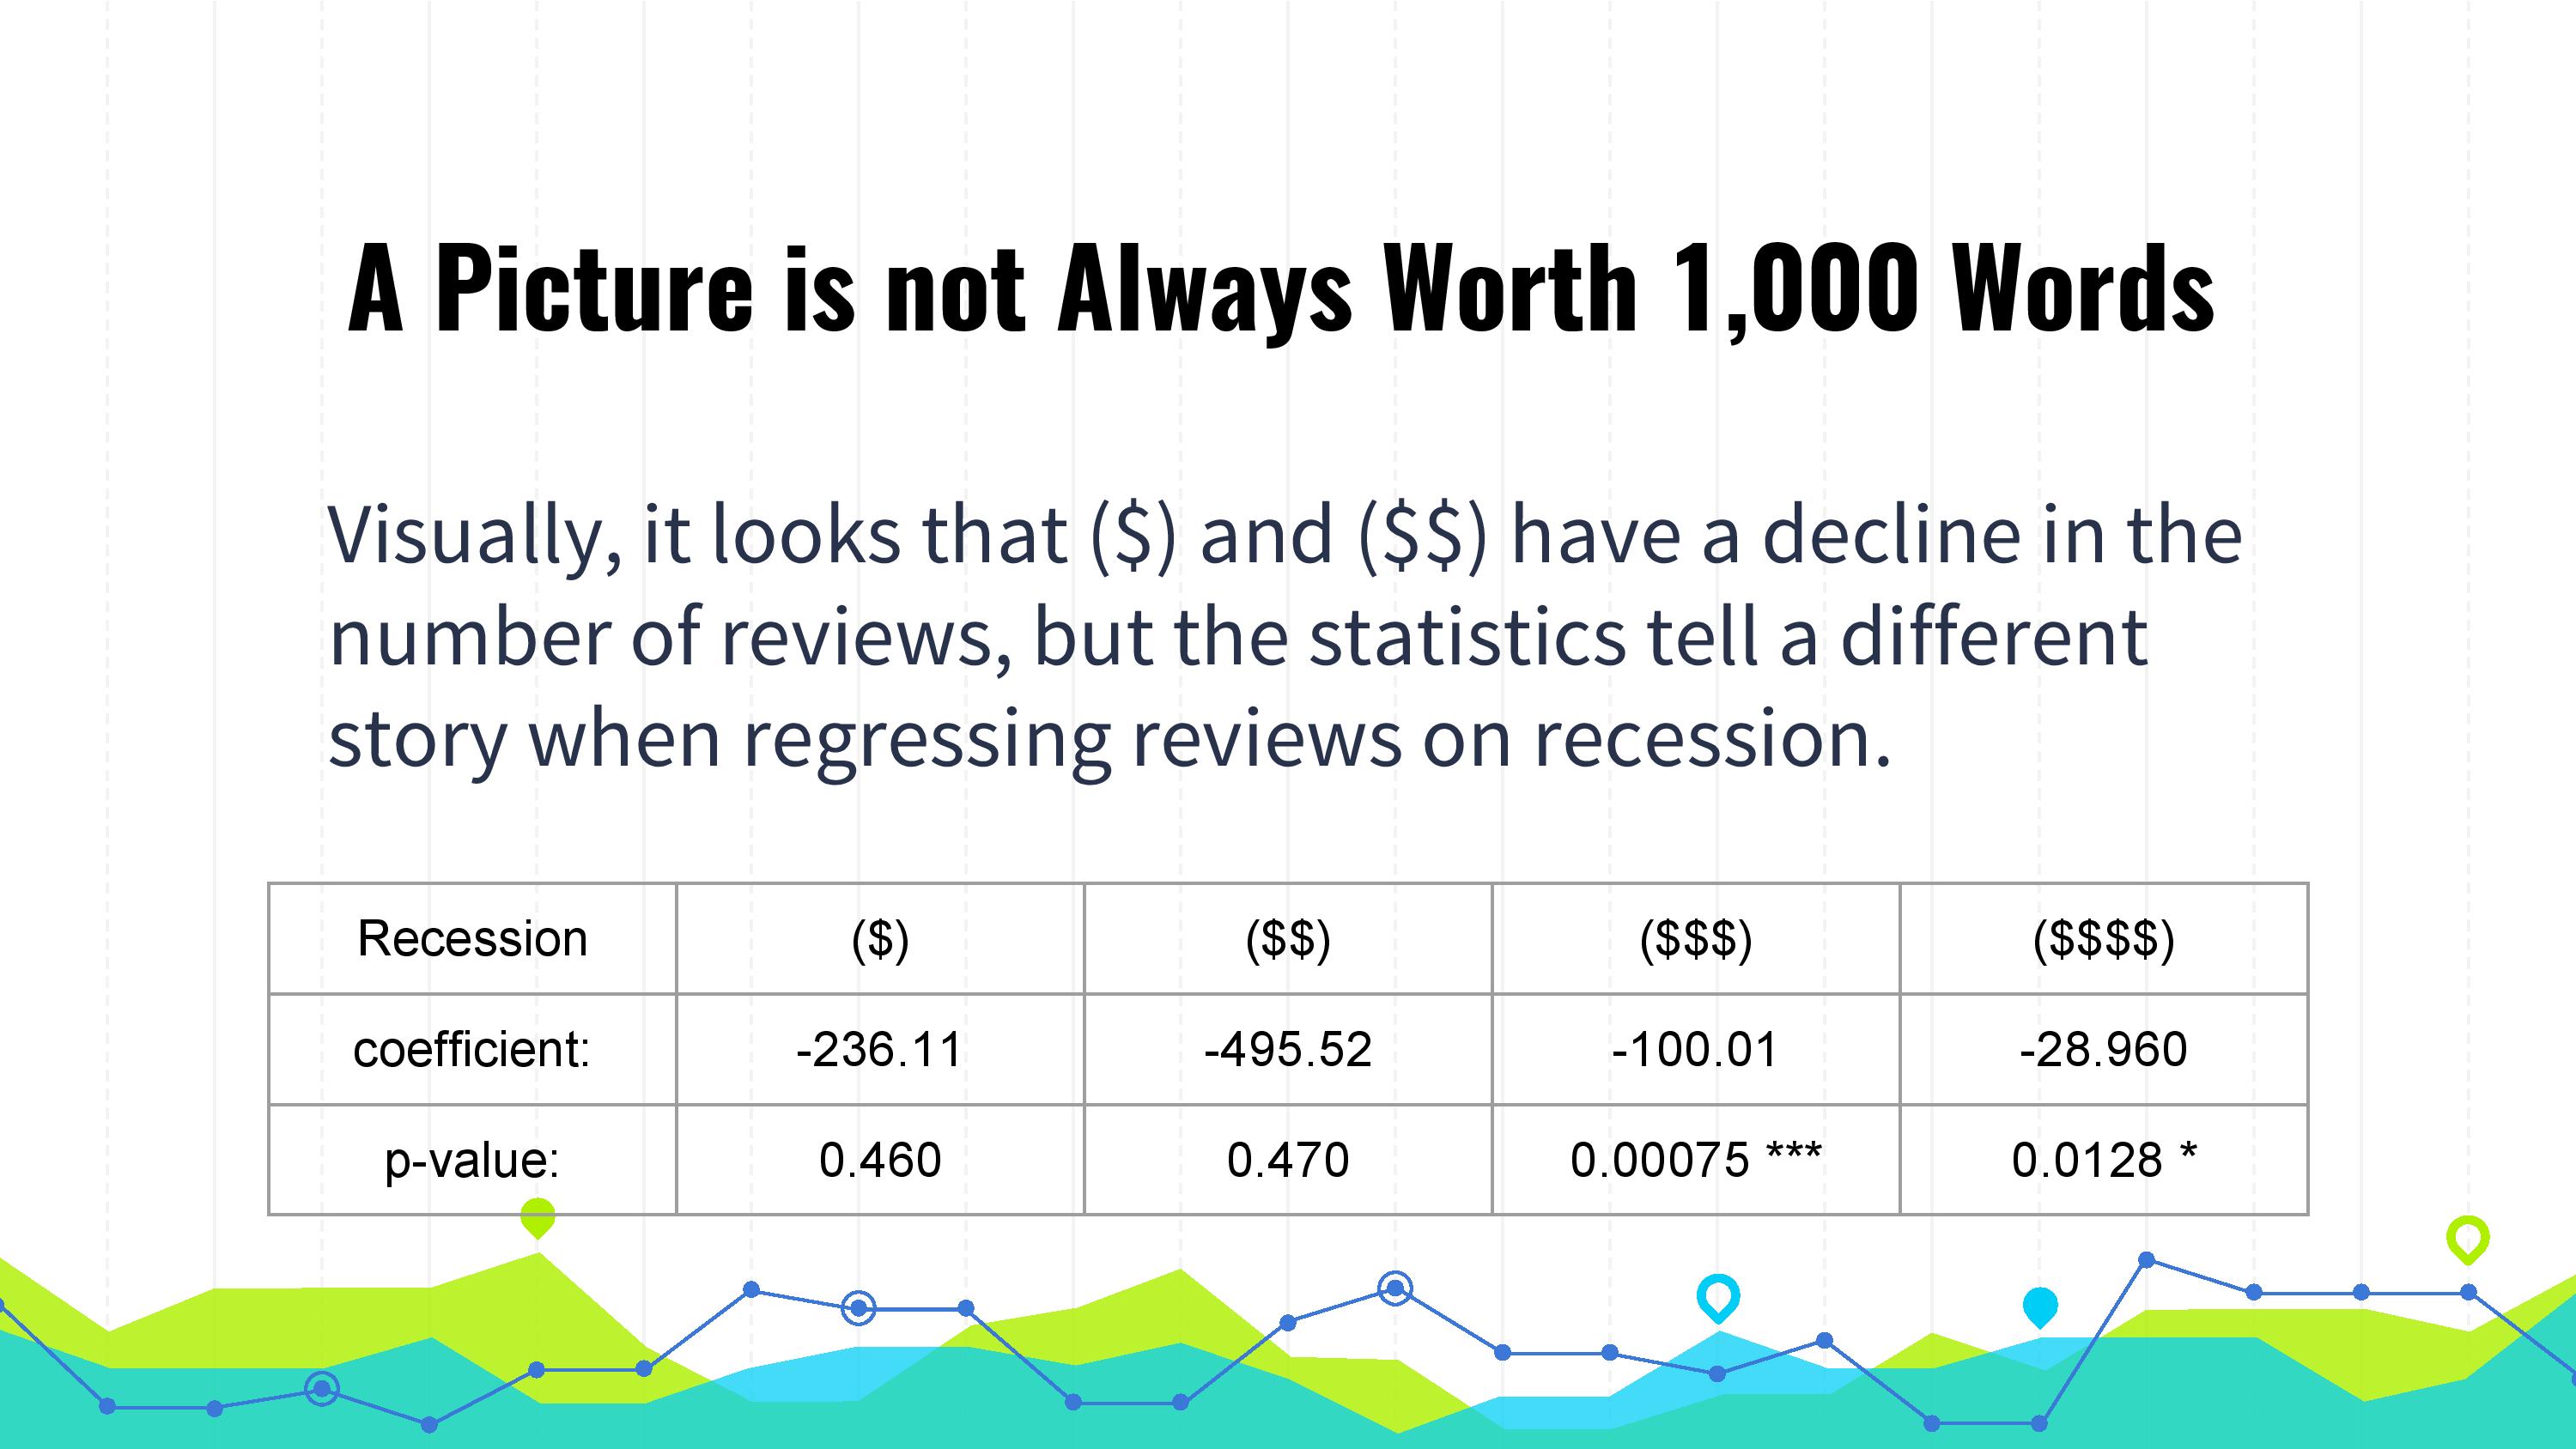 A Picture is not Always Worth 1,000 Words
Visually, it looks that ($) and ($$) have a decline in the
number of reviews, but the statistics tell a different
story when regressing reviews on recession.
Recession ($) ($$) ($$$) ($$$$)
coefficient: -236.11 -495.52 -100.01 -28.960
p-value: 0.460 0.470 0.00075 *** 0.0128 *